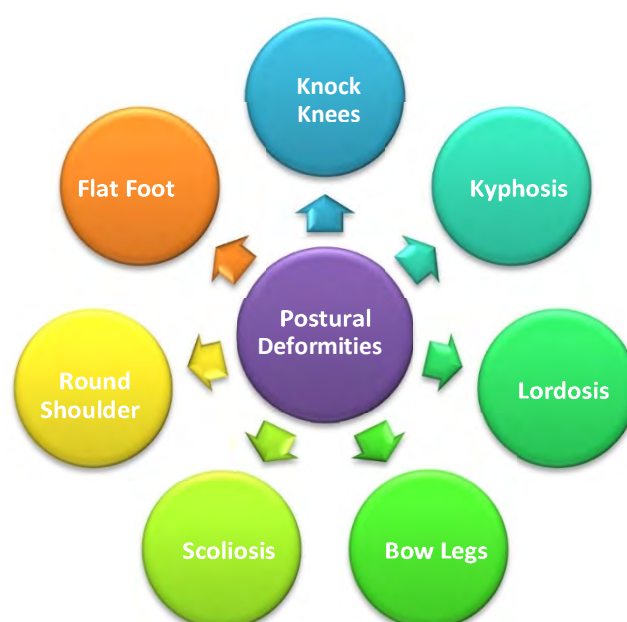 Knock
Knees
Flat Foot
Kyphosis
Postural
Deformities
Round
Shoulder
Lordosis
Scoliosis
Bow Legs